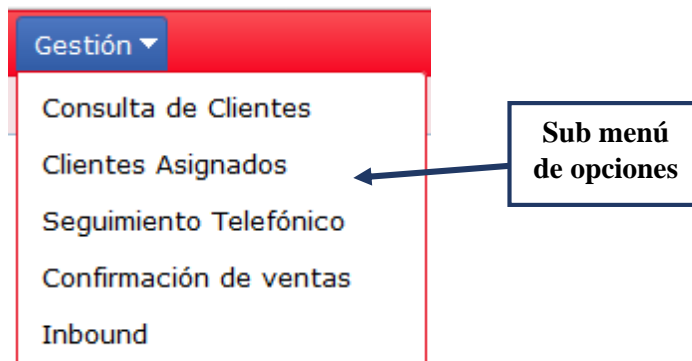 Gestión
Consulta de Clientes
Clientes Asignados
Seguimiento Telefónico
Confirmación de ventas
Inbound
Sub menú
de opciones